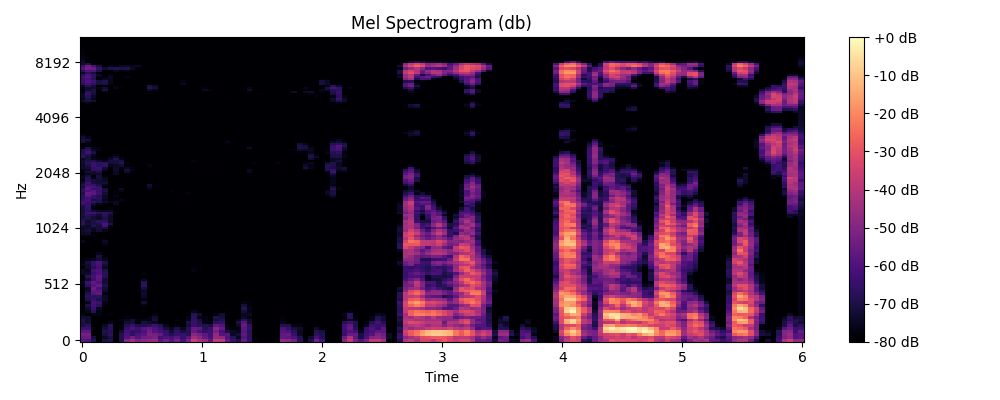 Mel Spectrogram (db)
8192
4096
2048
1024
512
0
Hz
0 1 2 3 4 5 6
Time
+0 dB
-10 dB
-20 dB
-30 dB
-40 dB
-50 dB
-60 dB
-70 dB
-80 dB